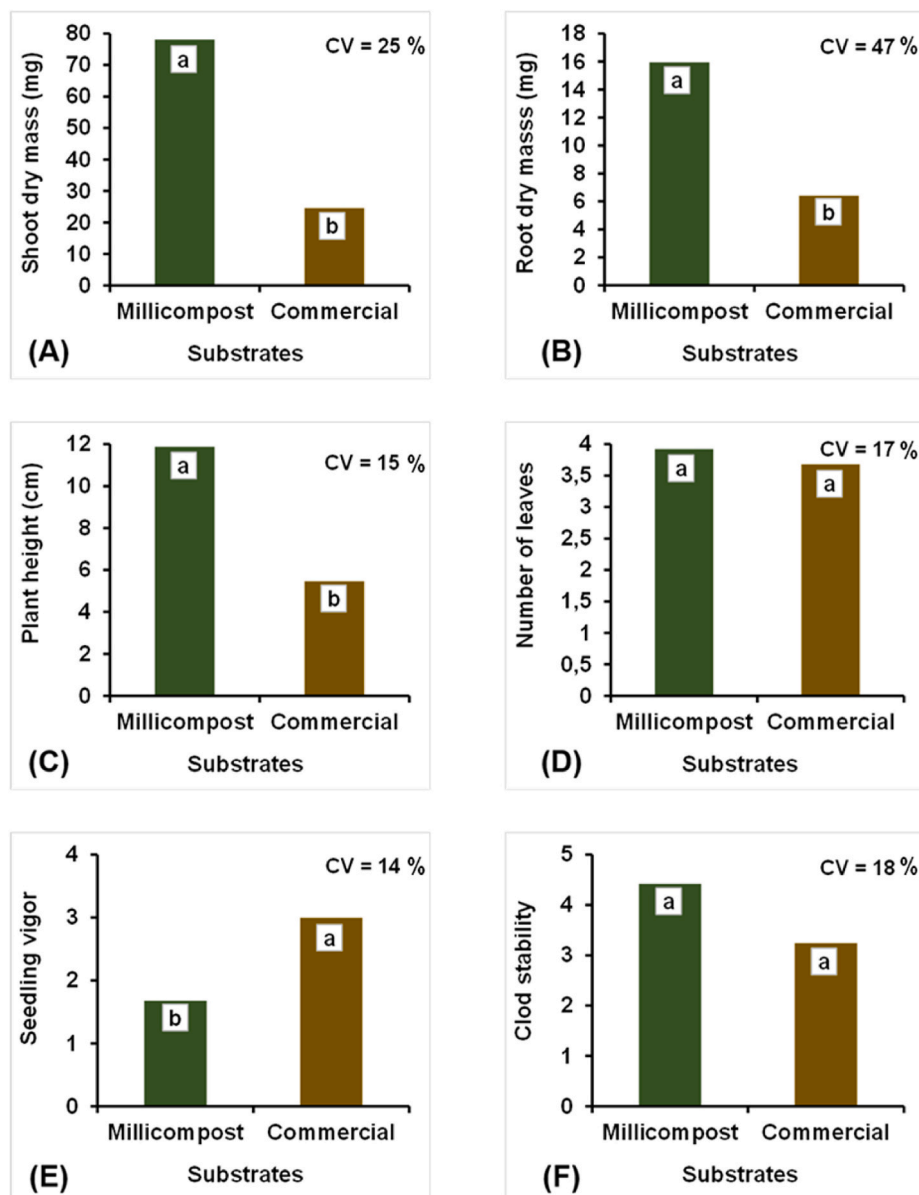 Shoot dry mass (mg)
80
70
60
50
40
30
20
10
0
CV = 25 %
a
b
Millicompost Commercial
(A)
Substrates
Root dry masss (mg)
18
16
14
12
10
8
6
4
2
0
CV = 47 %
a
b
Millicompost Commercial
(B)
Substrates
Plant height (cm)
12
10
8
6
4
2
0
CV = 15 %
a
b
Millicompost Commercial
(C)
Substrates
Number of leaves
4
3,5
3
2,5
2
1,5
1
0,5
0
CV = 17 %
a
a
Millicompost Commercial
(D)
Substrates
Seedling vigor
4
3
2
1
0
CV = 14 %
b
a
Millicompost Commercial
(E)
Substrates
Clod stability
5
4
3
2
1
0
CV = 18 %
a
a
Millicompost Commercial
(F)
Substrates